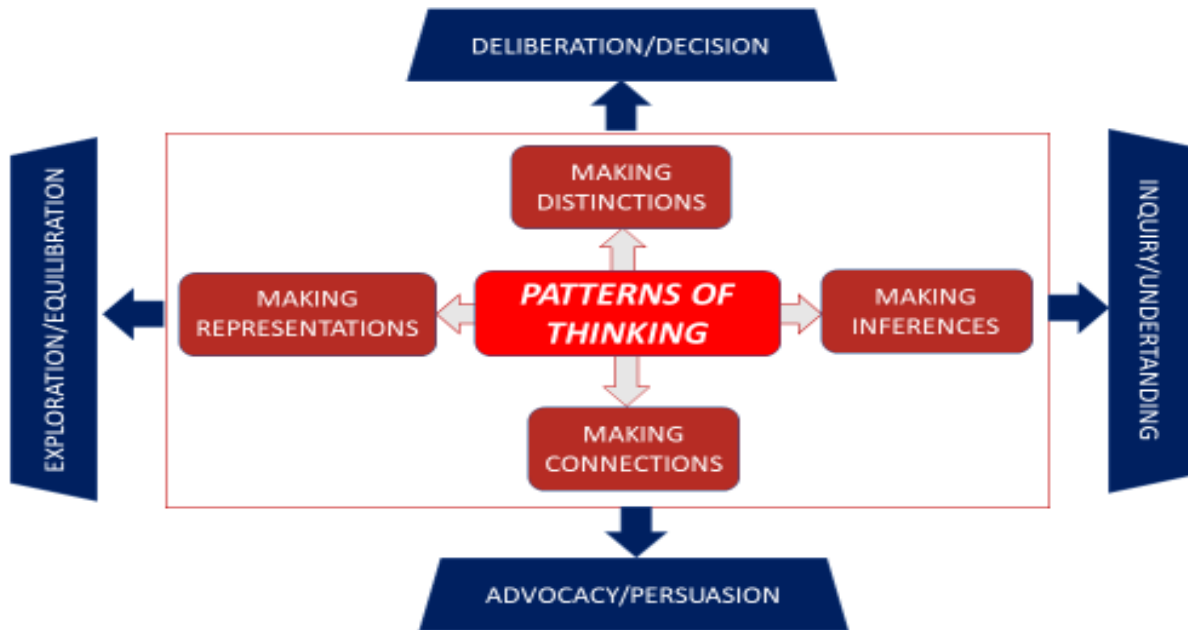 DELIBERATION/DECISION
MAKING
DISTINCTIONS
EXPLORATION/EQUILIBRATION
MAKING
REPRESENTATIONS
PATTERNS OF
THINKING
MAKING
INFERENCES
INQUIRY/UNDERTANDING
MAKING
CONNECTIONS
ADVOCACY/PERSUASION